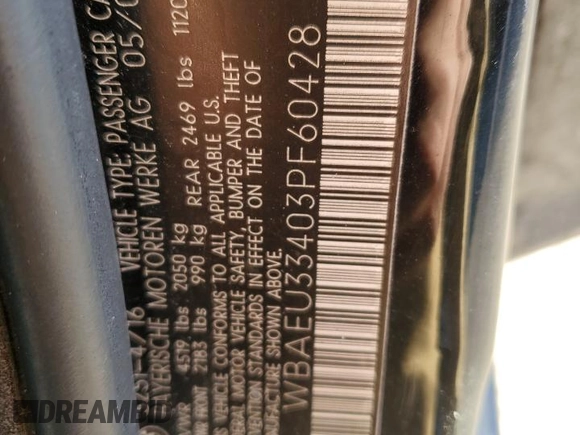 VEHICLE TYPE: PASSENGER CA
BAYERISCHE MOTOREN WERKE AG 05/0
4519 lbs 2050 kg
2183 lbs 990 kg REAR 2469 lbs 1120
VEHICLE CONFORMS TO ALL APPLICABLE U.S.
MOTOR VEHICLE SAFETY, BUMPER AND THEFT
STANDARDS IN EFFECT ON THE DATE OF
MANUFACTURE SHOWN ABOVE.
WBAEU33403PF60428
DREAMBID